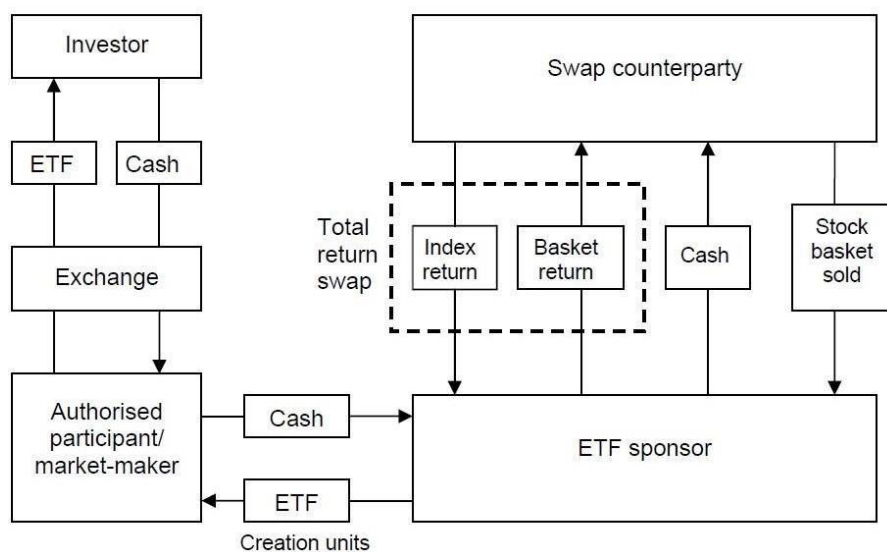 Investor
Swap counterparty
ETF
Cash
Total
return
swap
Index
return
Basket
return
Cash
Stock
basket
sold
Exchange
Authorised
participant/
market-maker
Cash
ETF sponsor
ETF
Creation units